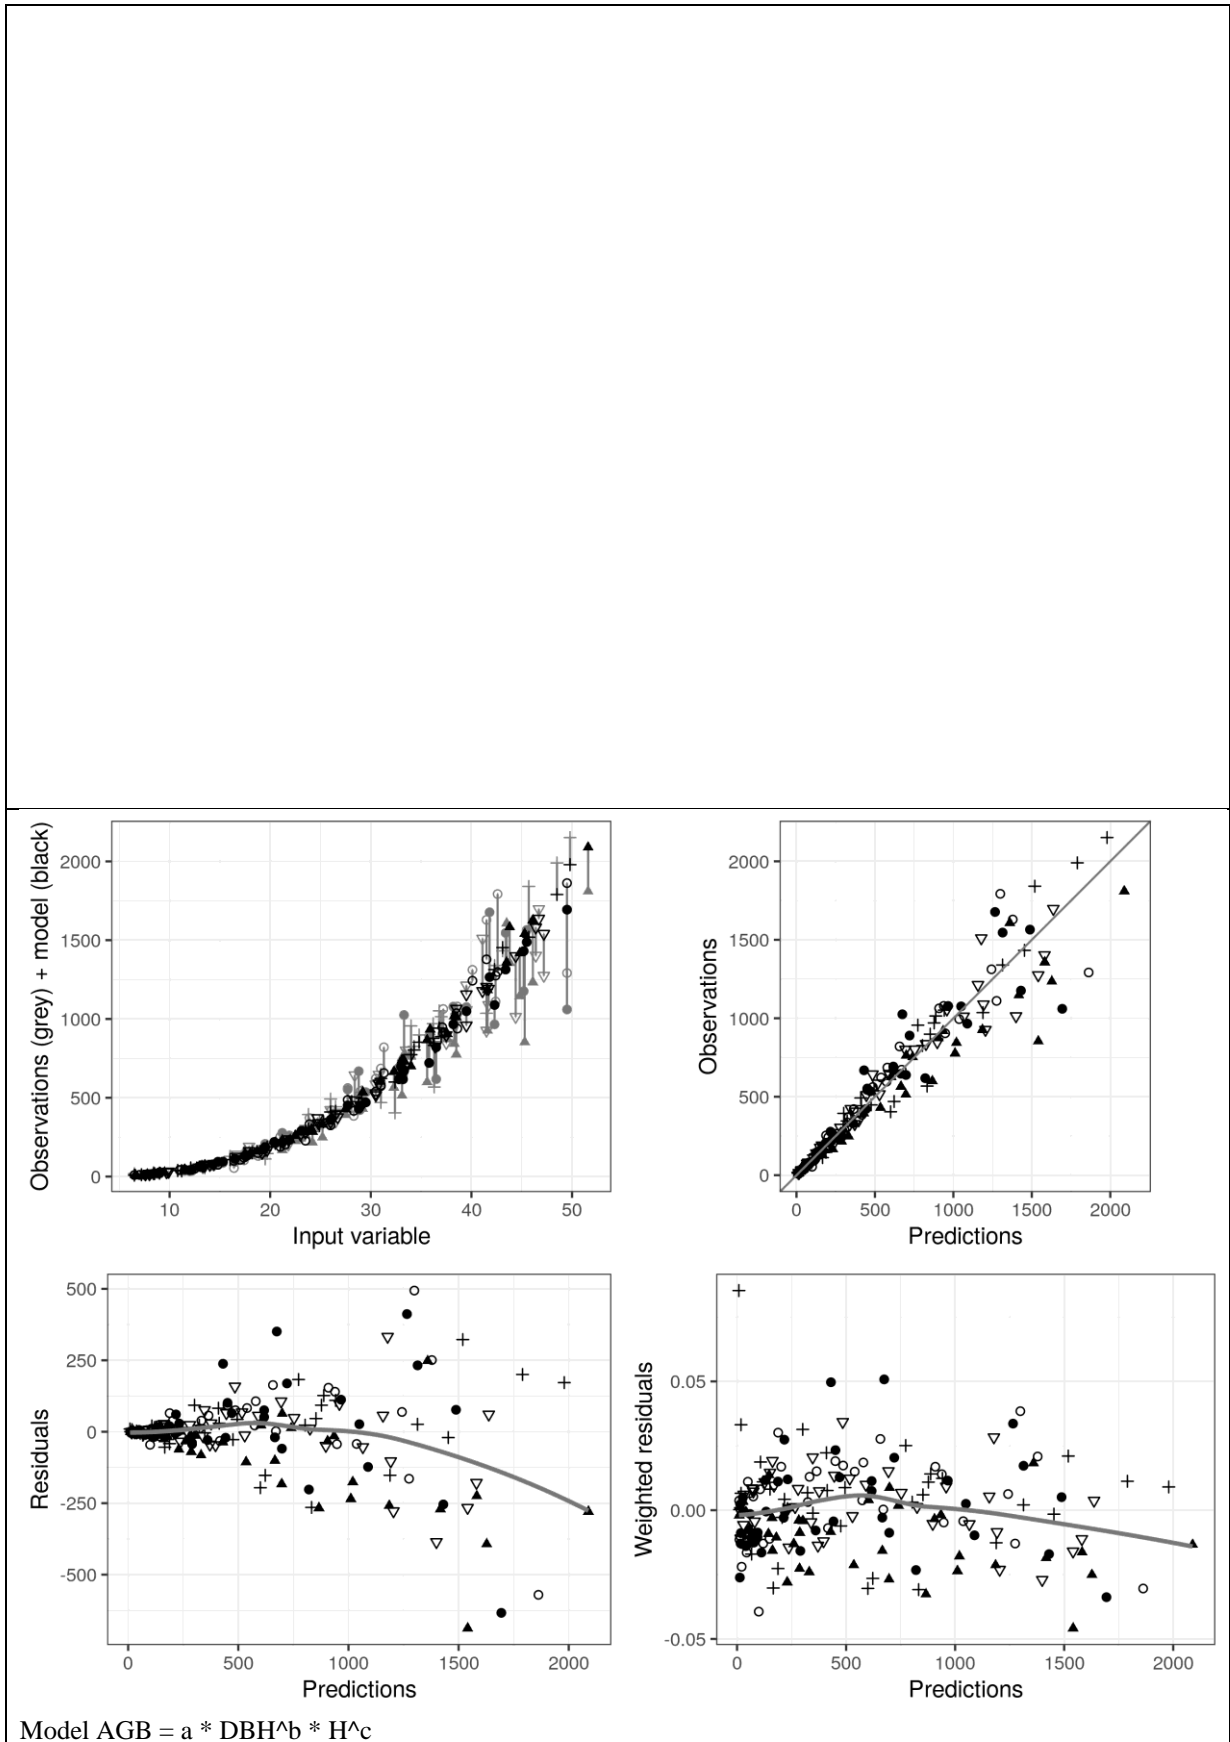 Observations (grey) + model (black)
2000
1500
1000
500
0
10 20 30 40 50
Input variable
Observations
2000
1500
1000
500
0
0 500 1000 1500 2000
Predictions
Residuals
500
250
0
-250
-500
0 500 1000 1500 2000
Predictions
Weighted residuals
0.05
0.00
-0.05
0 500 1000 1500 2000
Predictions
Model AGB = a * DBH^b * H^c